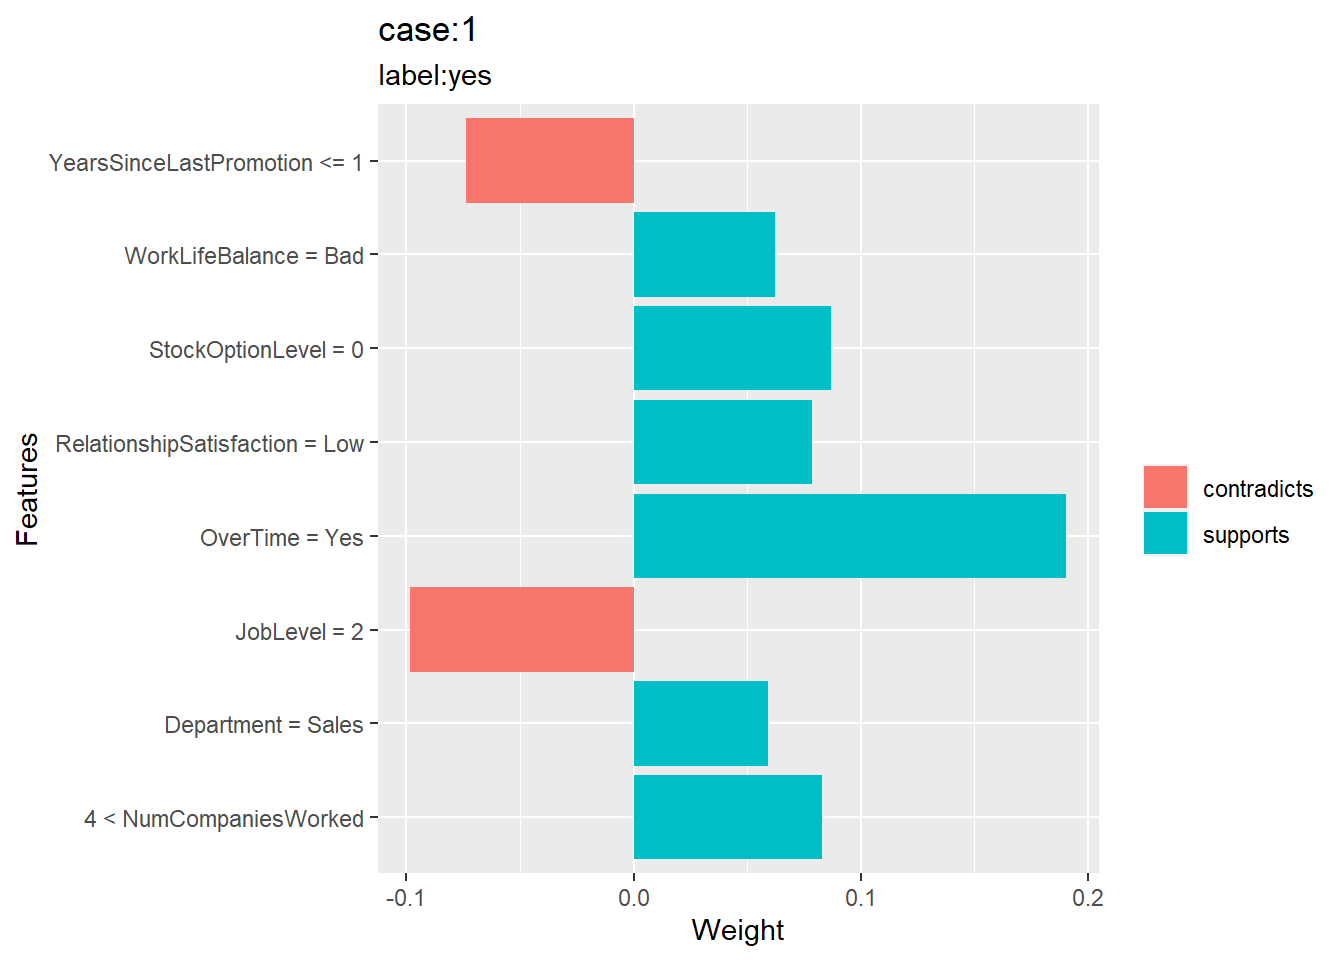 case:1
label:yes
YearsSinceLastPromotion <= 1
WorkLifeBalance = Bad
StockOptionLevel = 0
RelationshipSatisfaction = Low
OverTime = Yes
JobLevel = 2
Department = Sales
4 < NumCompaniesWorked
Features
-0.1
0.0
0.1
0.2
Weight
contradicts
supports